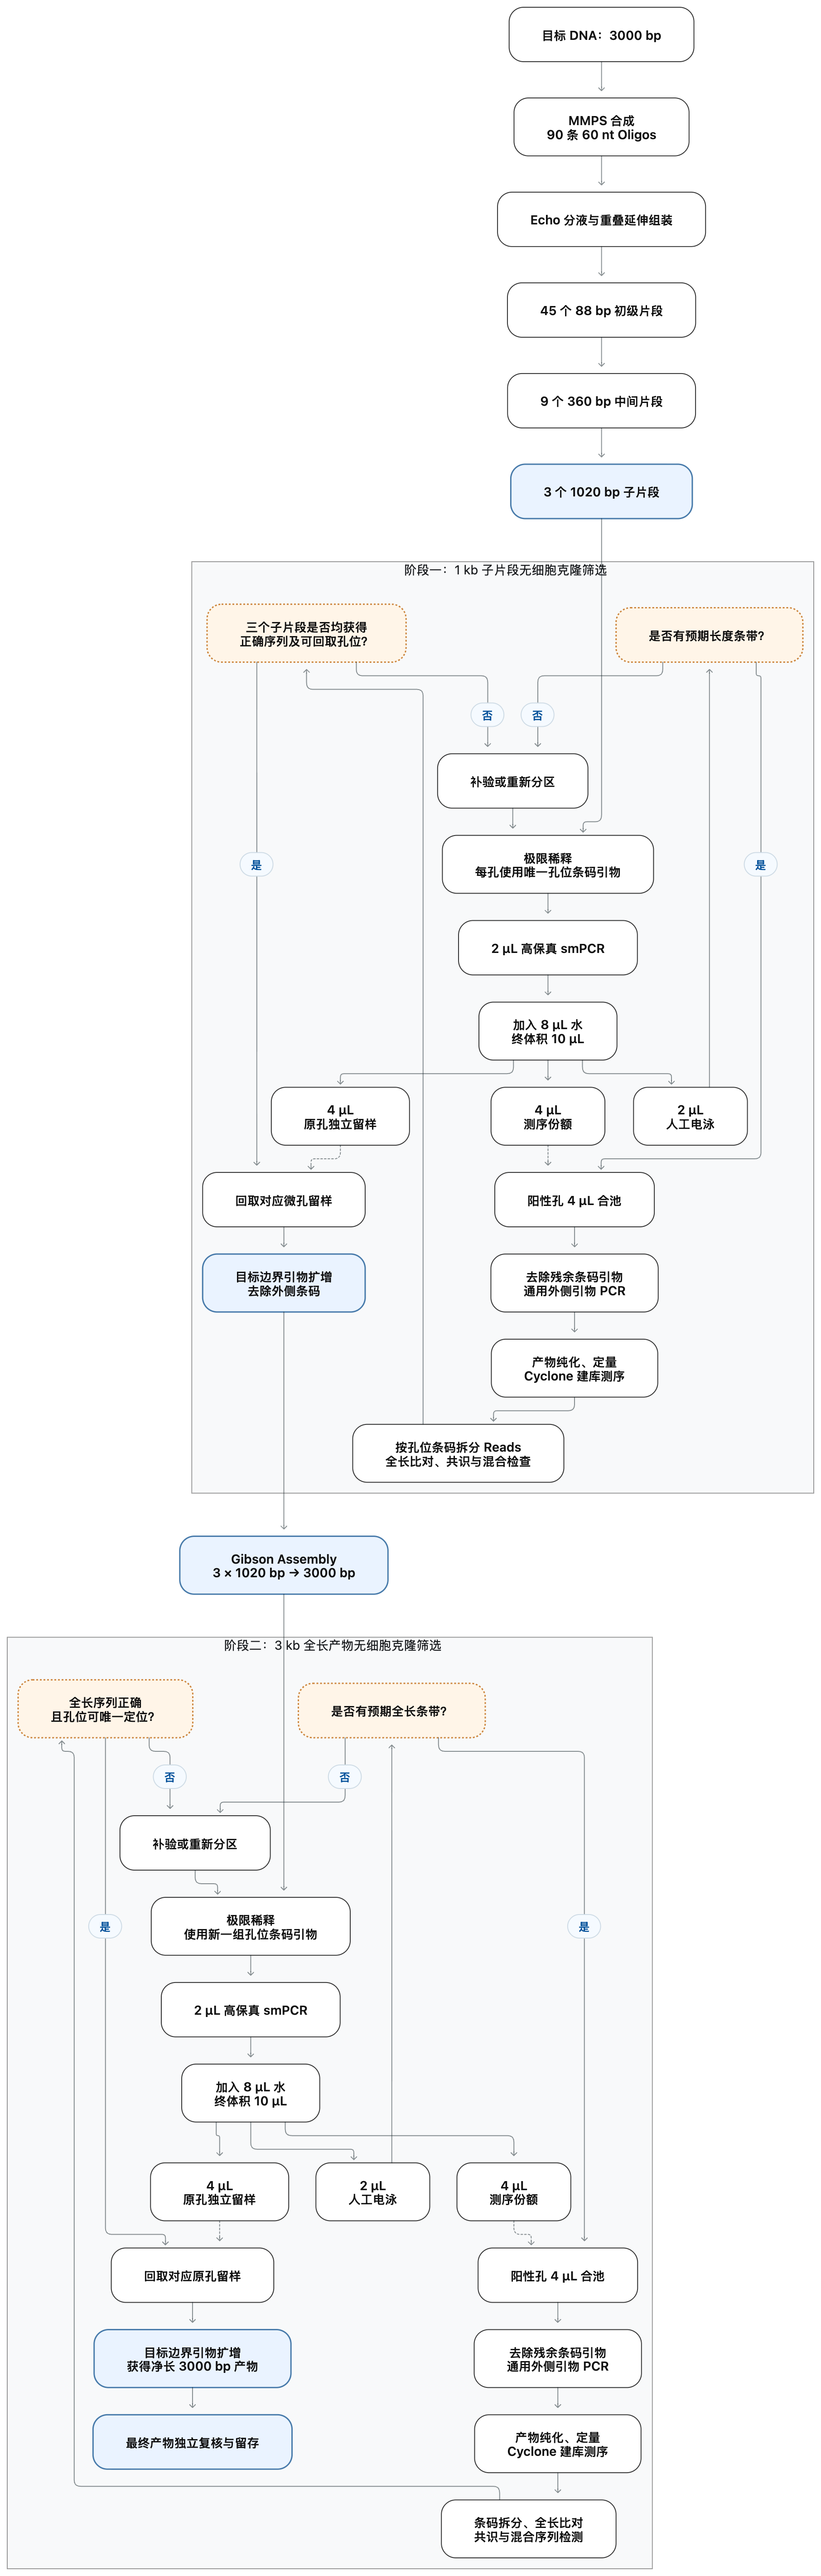 目标 DNA：3000 bp
MMPS 合成
90 条 60 nt Oligos
Echo 分液与重叠延伸组装
45 个 88 bp 初级片段
9 个 360 bp 中间片段
3 个 1020 bp 子片段
阶段一：1 kb 子片段无细胞克隆筛选
三个子片段是否均获得
正确序列及可回取孔位?
是否有预期长度条带?
否
否
补验或重新分区
是
极限稀释
每孔使用唯一孔位条码引物
是
2 μL 高保真 smPCR
加入 8 μL 水
终体积 10 μL
4 μL
原孔独立留样
4 μL
测序份额
2 μL
人工电泳
回取对应微孔留样
阳性孔 4 μL 合池
目标边界引物扩增
去除外侧条码
去除残余条码引物
通用外侧引物 PCR
产物纯化、定量
Cyclone 建库测序
按孔位条码拆分 Reads
全长比对、共识与混合检查
Gibson Assembly
3 × 1020 bp → 3000 bp
阶段二：3 kb 全长产物无细胞克隆筛选
全长序列正确
且孔位可唯一定位?
是否有预期全长条带?
否
否
补验或重新分区
是
极限稀释
使用新一组孔位条码引物
是
2 μL 高保真 smPCR
加入 8 μL 水
终体积 10 μL
4 μL
原孔独立留样
2 μL
人工电泳
4 μL
测序份额
回取对应原孔留样
阳性孔 4 μL 合池
目标边界引物扩增
获得净长 3000 bp 产物
去除残余条码引物
通用外侧引物 PCR
最终产物独立复核与留存
产物纯化、定量
Cyclone 建库测序
条码拆分、全长比对
共识与混合序列检测